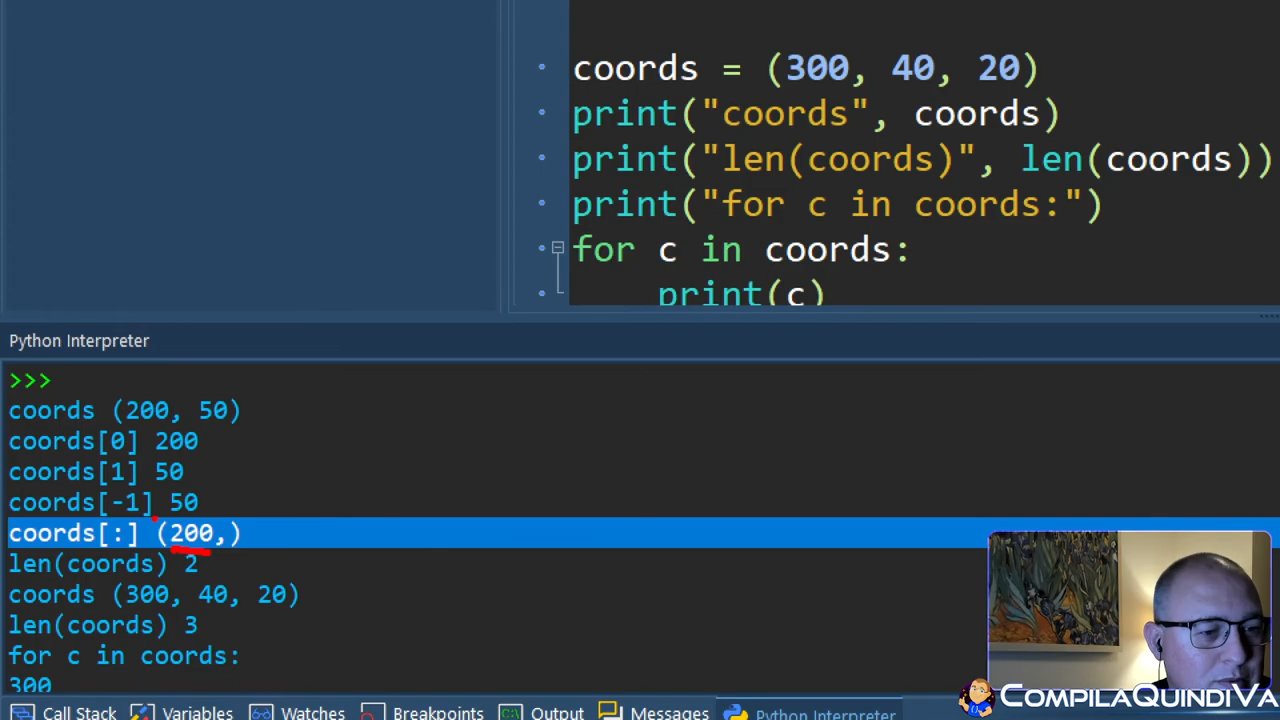 coords = (300, 40, 20)
print("coords", coords)
print("len(coords)", len(coords))
print("for c in coords:")
for c in coords:
print(c)
Python Interpreter
>>>
coords (200, 50)
coords[0] 200
coords[1] 50
coords[-1] 50
coords[:] (200,)
len(coords) 2
coords (300, 40, 20)
len(coords) 3
for c in coords:
300
Call Stack Variables Watches Breakpoints Output Messages Python Interpreter
COMPILAQUINDIVA